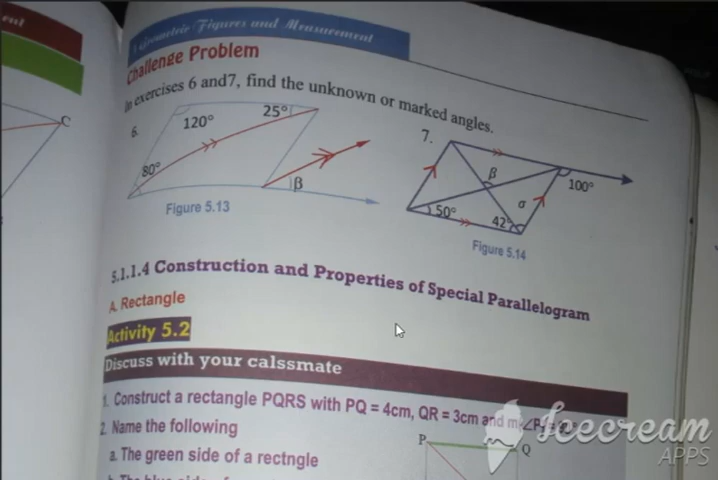 Geometric Figures and Measurement
Challenge Problem
In exercises 6 and7, find the unknown or marked angles.
C
6.
120°
25°
80°
β
Figure 5.13
7.
β
100°
α
50°
42°
Figure 5.14
5.1.1.4 Construction and Properties of Special Parallelogram
A. Rectangle
Activity 5.2
Discuss with your calssmate
1. Construct a rectangle PQRS with PQ = 4cm, QR = 3cm and m∠P
2. Name the following
a. The green side of a rectngle
P
Q
Icecream
APPS